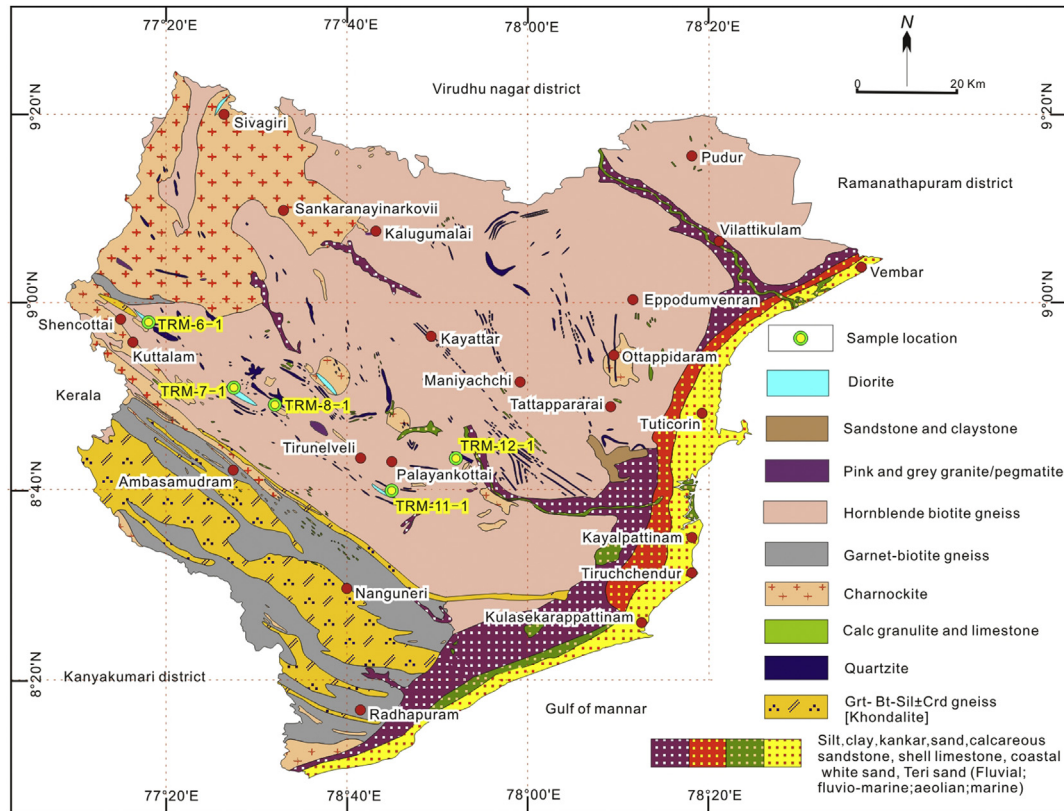 77°20'E
77°40'E
78°00'E
78°20'E
N
0
20 Km
9°20'N
9°20'N
Virudhu nagar district
Sivagiri
Pudur
Ramanathapuram district
Sankaranayinarkovii
Kalugumalai
Vilattikulam
Vembar
9°00'N
9°00'N
Eppodumvenran
Shencottai
TRM-6-1
Kuttalam
Kayattar
Ottappidaram
Kerala
TRM-7-1
TRM-8-1
Maniyachchi
Tattappararai
Tuticorin
Tirunelveli
TRM-12-1
Palayankottai
Ambasamudram
8°40'N
TRM-11-1
Kayalpattinam
Tiruchchendur
Nanguneri
Kulasekarappattinam
Kanyakumari district
8°20'N
Radhapuram
Gulf of mannar
Sample location
Diorite
Sandstone and claystone
Pink and grey granite/pegmatite
Hornblende biotite gneiss
Garnet-biotite gneiss
Charnockite
Calc granulite and limestone
Quartzite
Grt- Bt-Sil±Crd gneiss
[Khondalite]
Silt,clay,kankar,sand,calcareous
sandstone, shell limestone, coastal
white sand, Teri sand (Fluvial;
fluvio-marine;aeolian;marine)
77°20'E
77°40'E
78°00'E
78°20'E